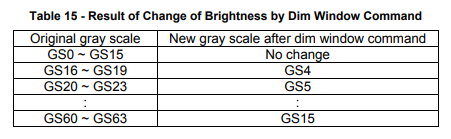 Table 15 - Result of Change of Brightness by Dim Window Command
Original gray scale New gray scale after dim window command
GS0 ~ GS15 No change
GS16 ~ GS19 GS4
GS20 ~ GS23 GS5
: :
GS60 ~ GS63 GS15